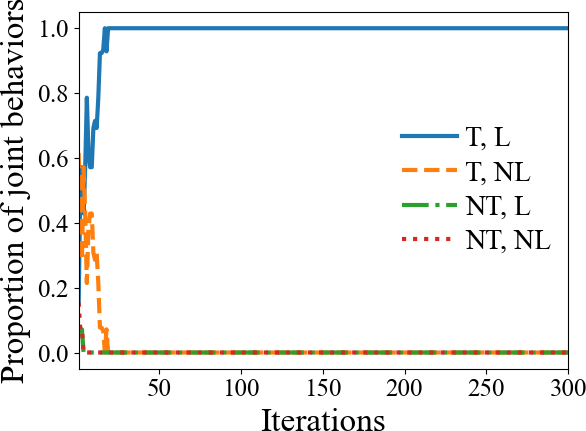 Proportion of joint behaviors
1.0
0.8
0.6
0.4
0.2
0.0
T, L
T, NL
NT, L
NT, NL
50 100 150 200 250 300
Iterations